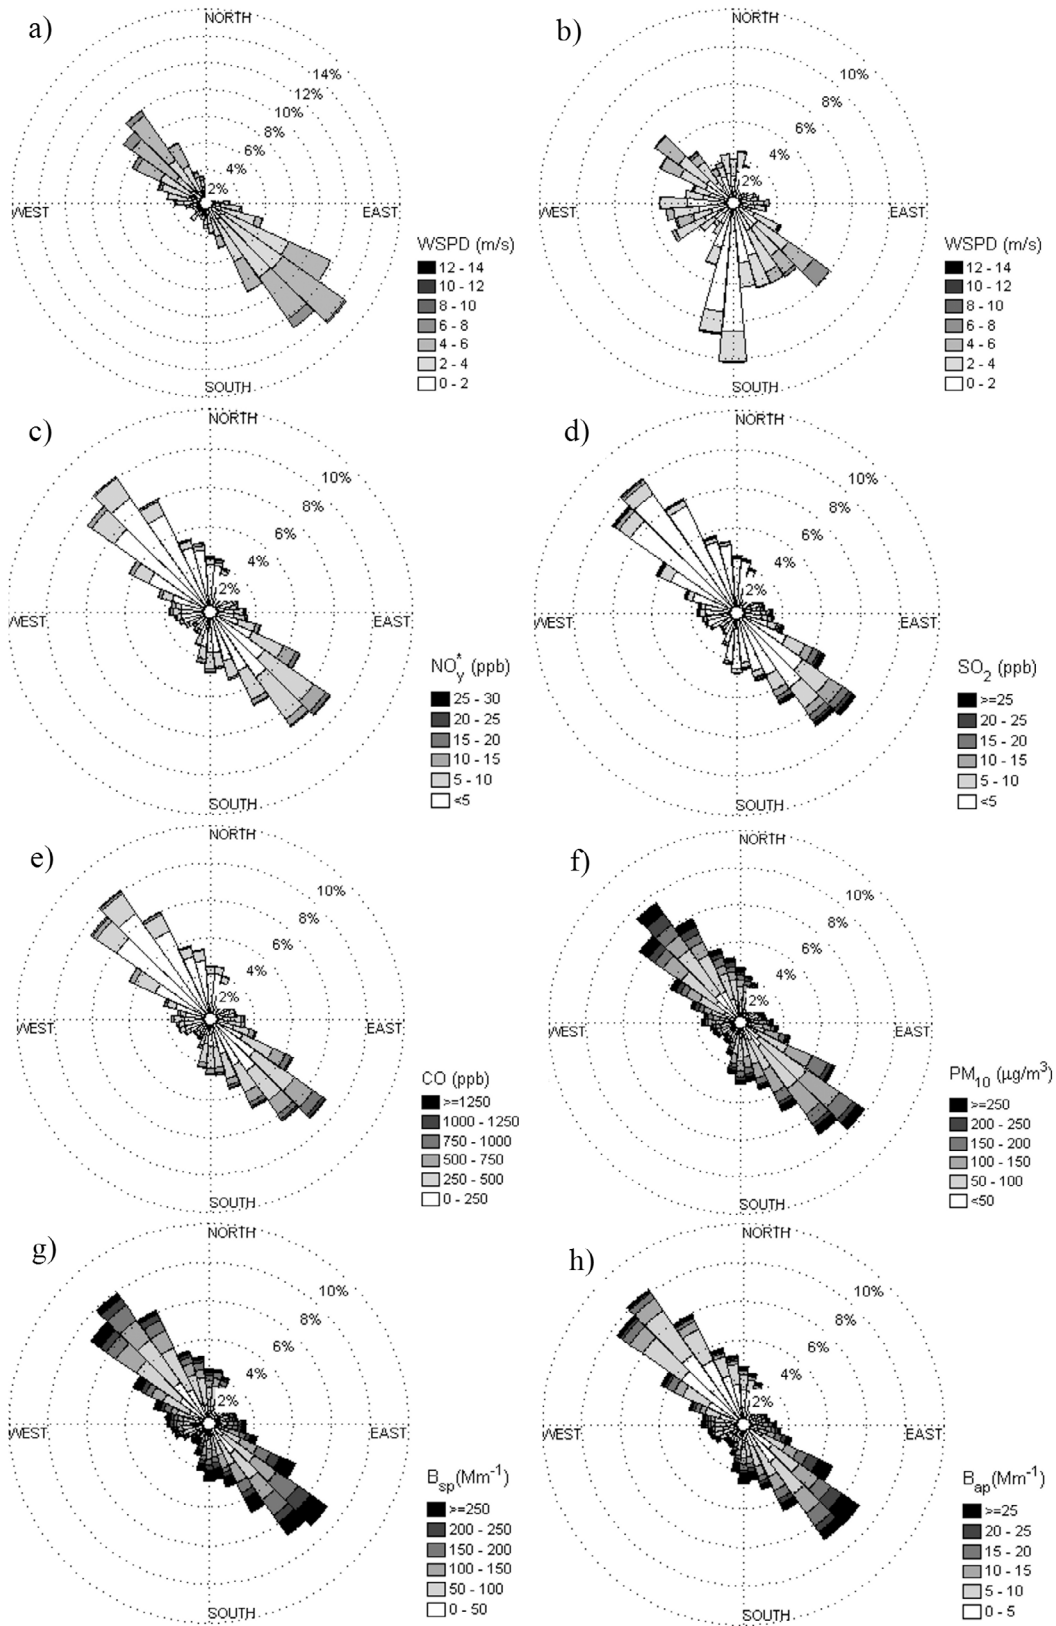 a)
NORTH
14%
12%
10%
8%
6%
4%
2%
WEST
EAST
SOUTH
WSPD (m/s)
12 - 14
10 - 12
8 - 10
6 - 8
4 - 6
2 - 4
0 - 2
b)
NORTH
10%
8%
6%
4%
2%
WEST
EAST
SOUTH
WSPD (m/s)
12 - 14
10 - 12
8 - 10
6 - 8
4 - 6
2 - 4
0 - 2
c)
NORTH
10%
8%
6%
4%
2%
WEST
EAST
SOUTH
NO*y (ppb)
25 - 30
20 - 25
15 - 20
10 - 15
5 - 10
<5
d)
NORTH
10%
8%
6%
4%
2%
WEST
EAST
SOUTH
SO2 (ppb)
>=25
20 - 25
15 - 20
10 - 15
5 - 10
<5
e)
NORTH
10%
8%
6%
4%
2%
WEST
EAST
SOUTH
CO (ppb)
>=1250
1000 - 1250
750 - 1000
500 - 750
250 - 500
0 - 250
f)
NORTH
10%
8%
6%
4%
2%
WEST
EAST
SOUTH
PM10 (µg/m³)
>=250
200 - 250
150 - 200
100 - 150
50 - 100
<50
g)
NORTH
10%
8%
6%
4%
2%
WEST
EAST
SOUTH
Bsp(Mm⁻¹)
>=250
200 - 250
150 - 200
100 - 150
50 - 100
0 - 50
h)
NORTH
10%
8%
6%
4%
2%
WEST
EAST
SOUTH
Bap(Mm⁻¹)
>=25
20 - 25
15 - 20
10 - 15
5 - 10
0 - 5